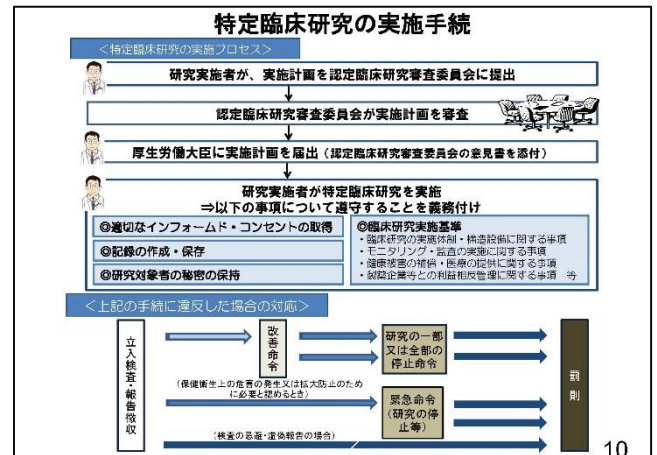 特定臨床研究の実施手続
＜特定臨床研究の実施プロセス＞
研究実施者が、実施計画を認定臨床研究審査委員会に提出
認定臨床研究審査委員会が実施計画を審査
厚生労働大臣に実施計画を届出（認定臨床研究審査委員会の意見書を添付）
研究実施者が特定臨床研究を実施
⇒以下の事項について遵守することを義務付け
◎適切なインフォームド・コンセントの取得
◎記録の作成・保存
◎研究対象者の秘密の保持
◎臨床研究実施基準
・臨床研究の実施体制・構造設備に関する事項
・モニタリング・監査の実施に関する事項
・健康被害の補償・医療の提供に関する事項
・製薬企業等との利益相反管理に関する事項　等
＜上記の手続に違反した場合の対応＞
立入検査・報告徴収
改善命令
研究の一部
又は全部の
停止命令
（保健衛生上の危害の発生又は拡大防止のため
に必要と認めるとき）
緊急命令
（研究の停
止等）
（検査の忌避・虚偽報告の場合）
罰則
10